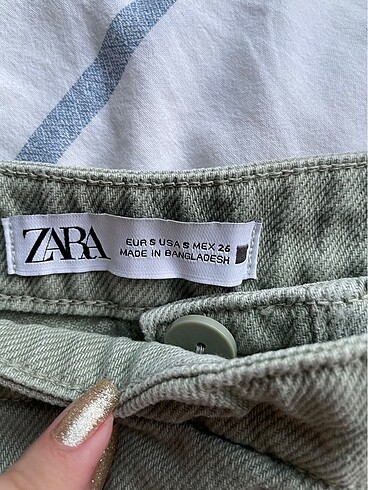 ZARA
EUR S USA S MEX 26
MADE IN BANGLADESH